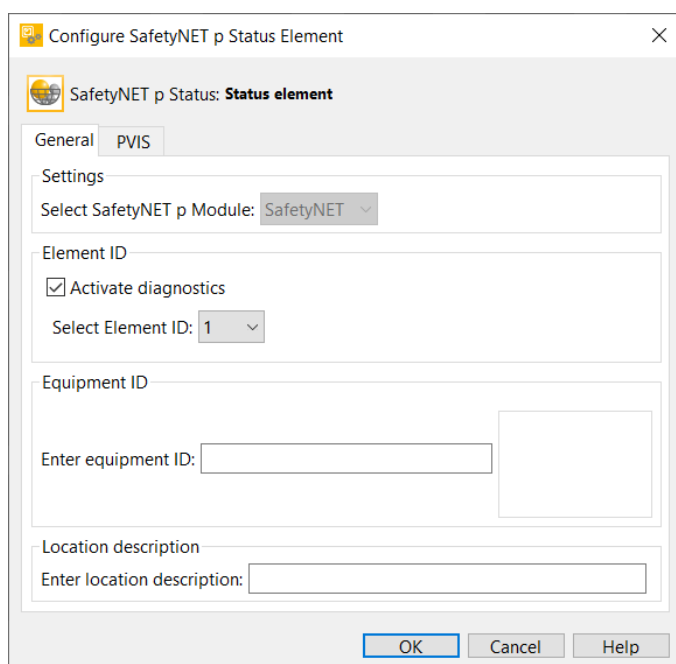 Configure SafetyNET p Status Element
SafetyNET p Status: Status element
General PVIS
Settings
Select SafetyNET p Module: SafetyNET
Element ID
Activate diagnostics
Select Element ID: 1
Equipment ID
Enter equipment ID:
Location description
Enter location description:
OK Cancel Help